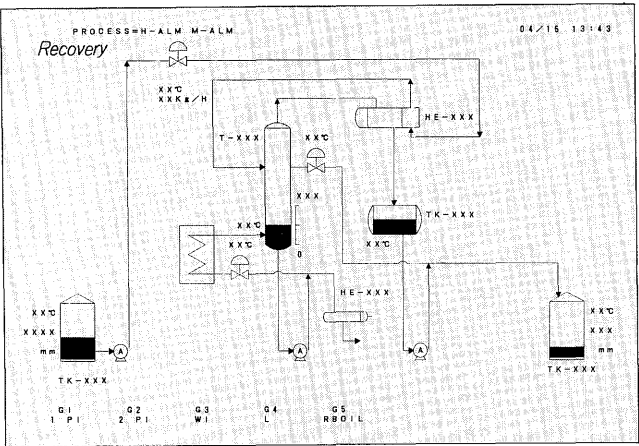 PROCESS=H-ALM M-ALM
04/15 13:43
Recovery
XX℃
XXKg/H
HE-XXX
T-XXX
XX℃
XXX
TK-XXX
XX℃
XX℃
XX℃
0
HE-XXX
XX℃
XXXX
mm
A
A
A
XX℃
XXX
mm
TK-XXX
TK-XXX
G1 G2 G3 G4 G5
1 PI 2 PI WI L RBOIL